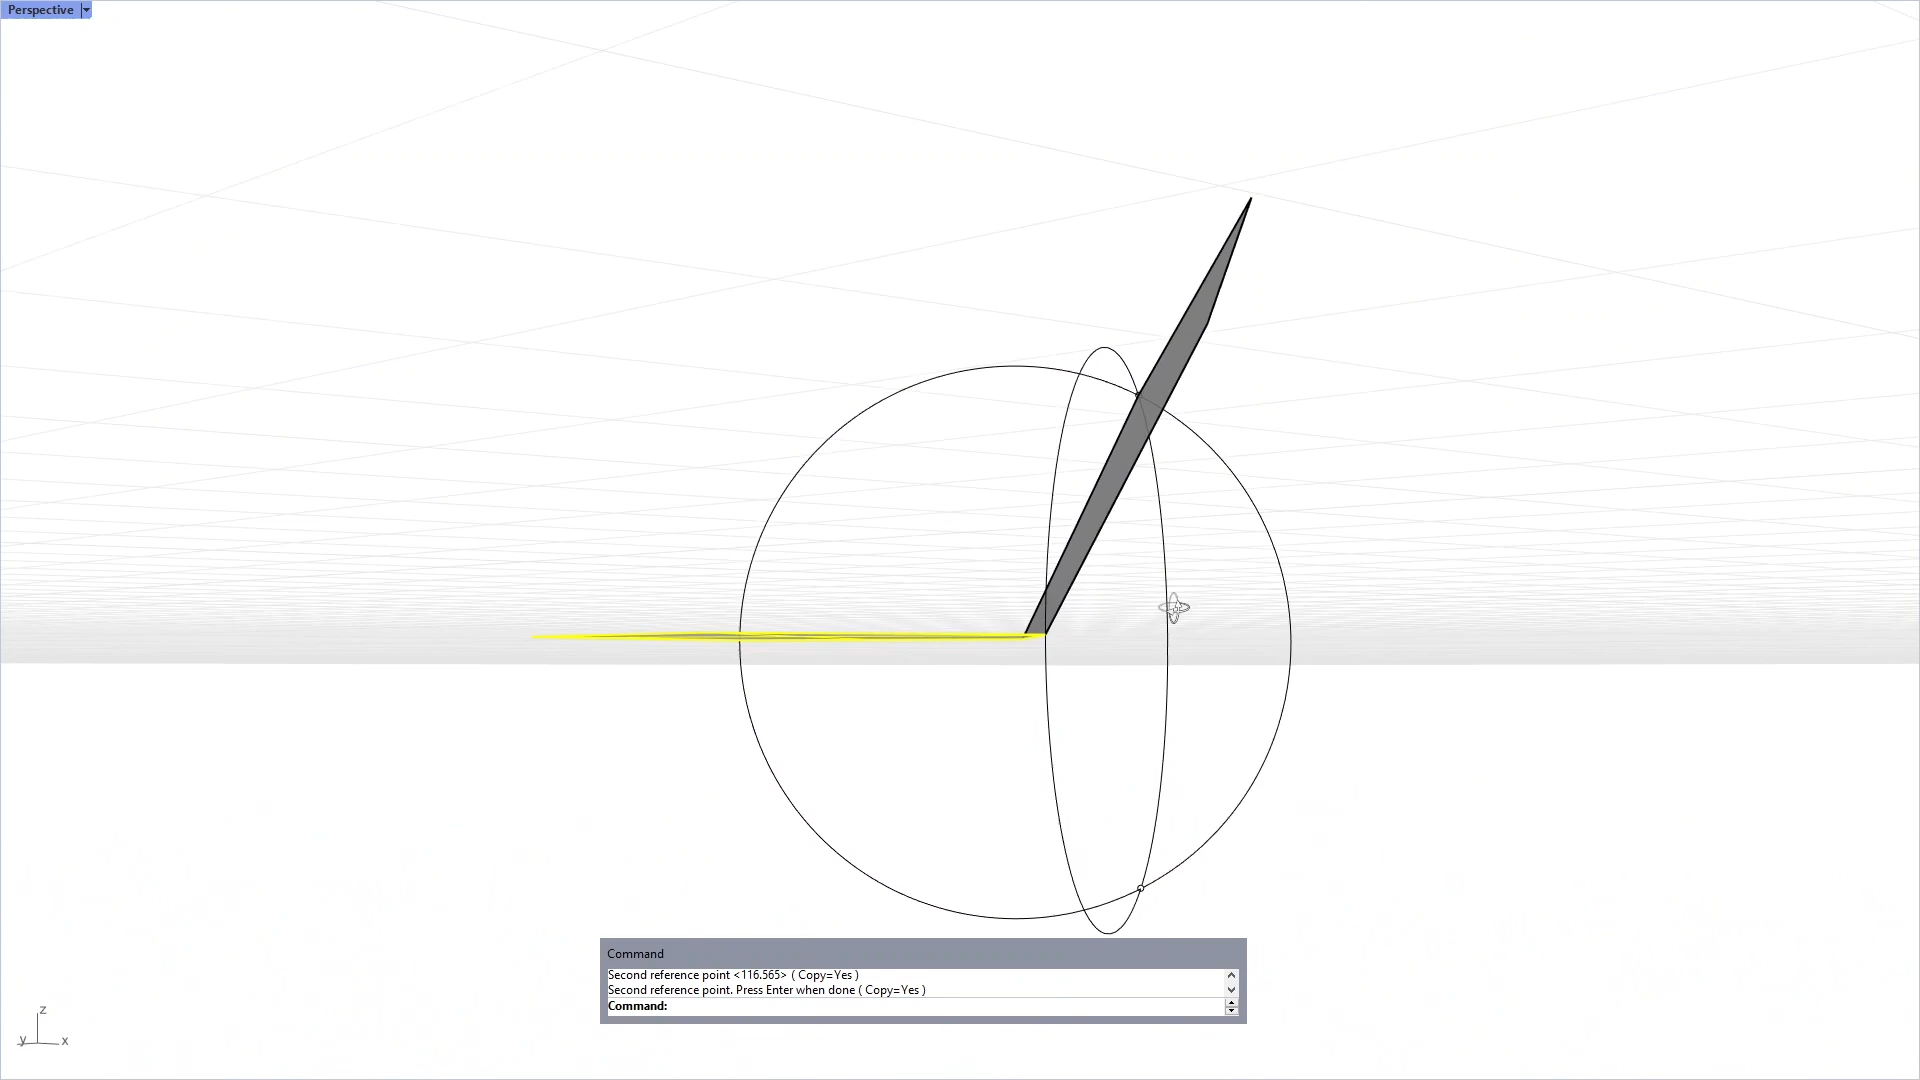 Perspective
Command
Second reference point <116.565> ( Copy=Yes )
Second reference point. Press Enter when done ( Copy=Yes )
Command:
z
y
x